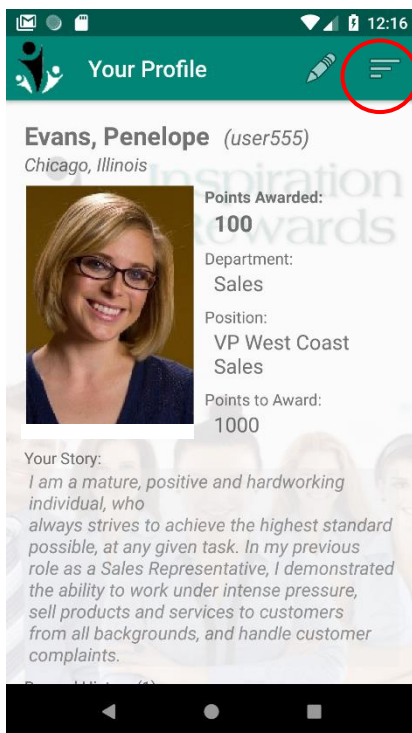 12:16
Your Profile
Evans, Penelope (user555)
Chicago, Illinois
Inspiration
Rewards
Points Awarded:
100
Department:
Sales
Position:
VP West Coast
Sales
Points to Award:
1000
Your Story:
I am a mature, positive and hardworking
individual, who
always strives to achieve the highest standard
possible, at any given task. In my previous
role as a Sales Representative, I demonstrated
the ability to work under intense pressure,
sell products and services to customers
from all backgrounds, and handle customer
complaints.